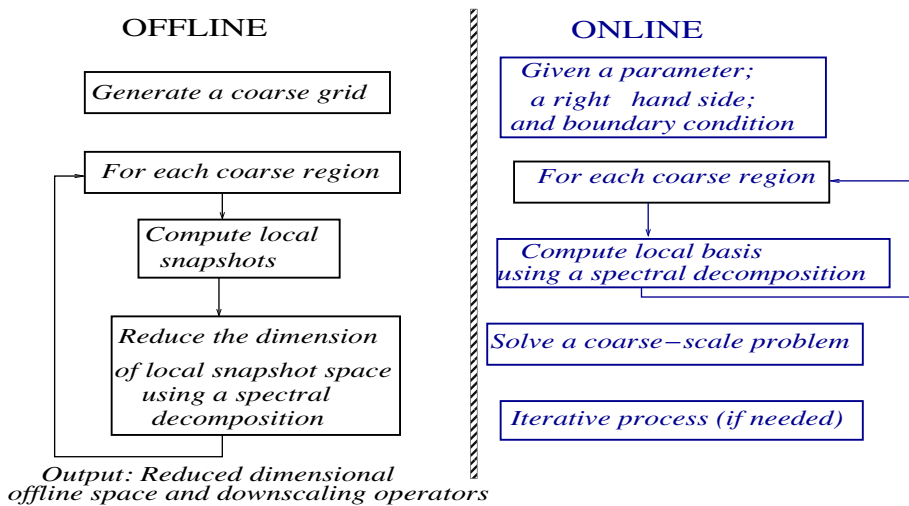 OFFLINE
Generate a coarse grid
For each coarse region
Compute local
snapshots
Reduce the dimension
of local snapshot space
using a spectral
decomposition
Output: Reduced dimensional
offline space and downscaling operators
ONLINE
Given a parameter;
a right hand side;
and boundary condition
For each coarse region
Compute local basis
using a spectral decomposition
Solve a coarse−scale problem
Iterative process (if needed)